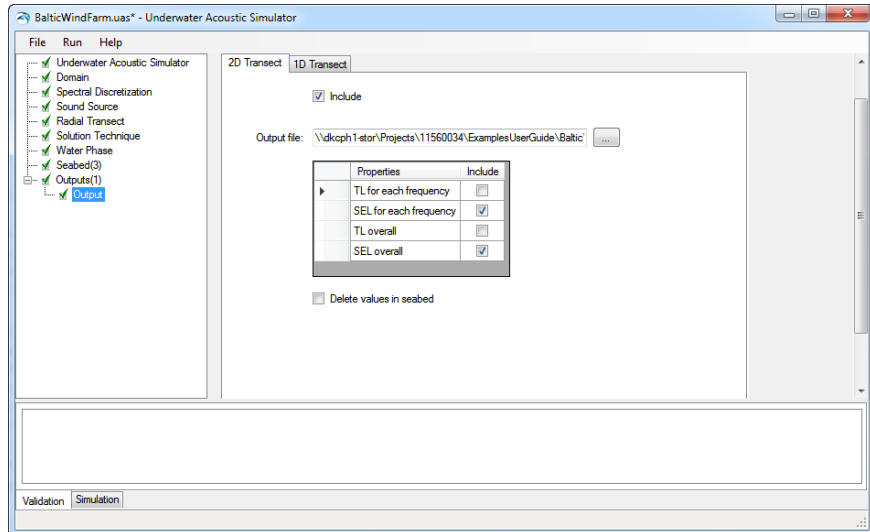 BalticWindFarm.uas* - Underwater Acoustic Simulator
File Run Help
Underwater Acoustic Simulator
Domain
Spectral Discretization
Sound Source
Radial Transect
Solution Technique
Water Phase
Seabed(3)
Outputs(1)
Output
2D Transect 1D Transect
Include
Output file: \\dkcph1-stor\Projects\11560034\ExamplesUserGuide\Baltic ...
Properties Include
TL for each frequency
SEL for each frequency
TL overall
SEL overall
Delete values in seabed
Validation Simulation